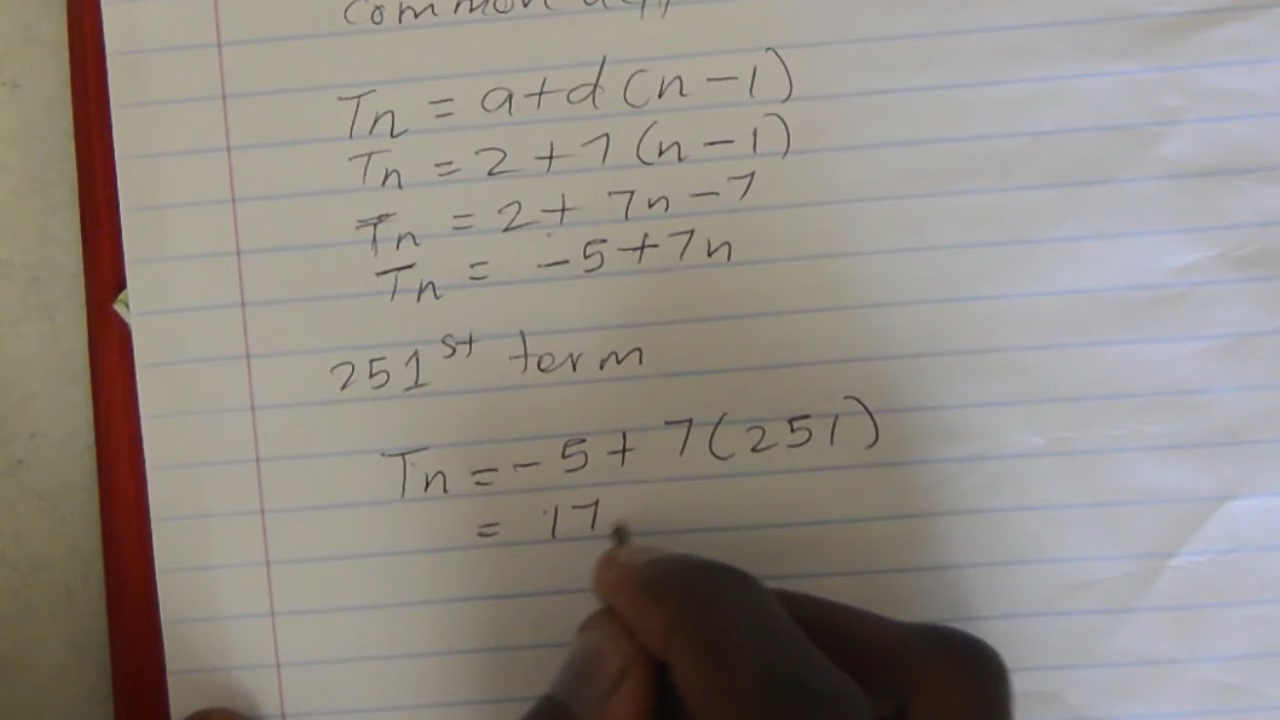 common
Tn = a+d(n-1)
Tn = 2+7(n-1)
Tn = 2+ 7n-7
Tn = -5+7n
251st term
Tn = -5+ 7(251)
= 17